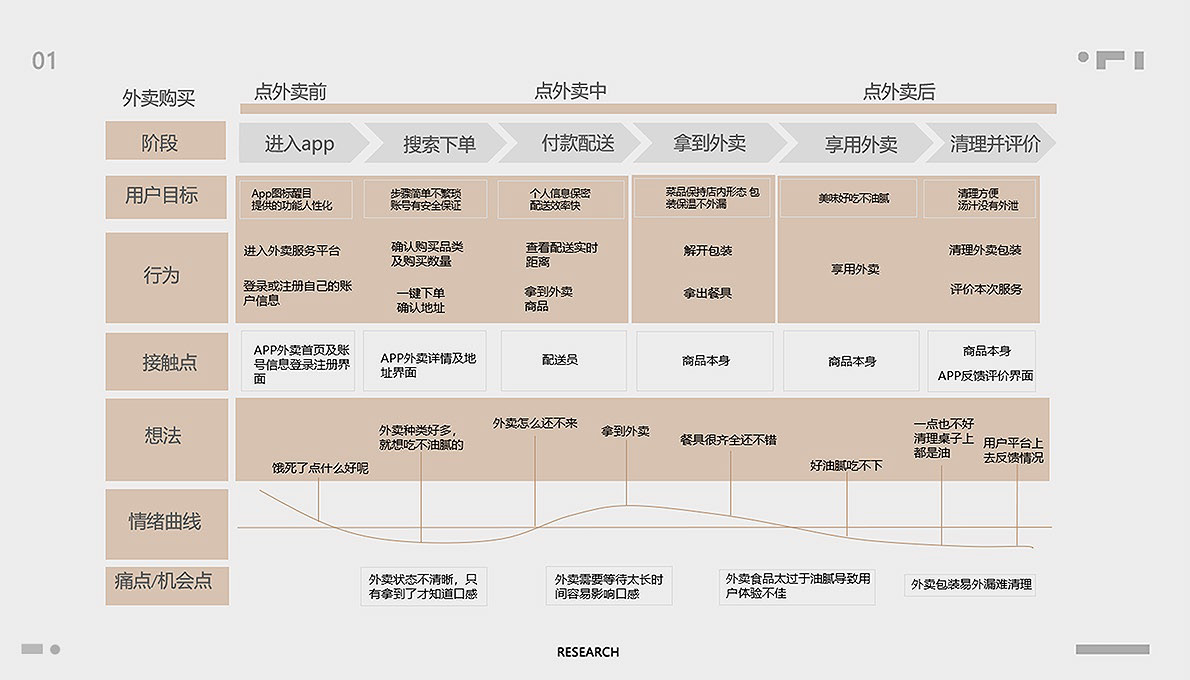 01
外卖购买
点外卖前
点外卖中
点外卖后
阶段
进入app
搜索下单
付款配送
拿到外卖
享用外卖
清理并评价
用户目标
App图标醒目
提供的功能人性化
步骤简单不繁琐
账号有安全保证
个人信息保密
配送效率快
菜品保持店内形态 包
装保温不外漏
美味好吃不油腻
清理方便
汤汁没有外泄
行为
进入外卖服务平台
登录或注册自己的账
户信息
确认购买品类
及购买数量
一键下单
确认地址
查看配送实时
距离
拿到外卖
商品
解开包装
拿出餐具
享用外卖
清理外卖包装
评价本次服务
接触点
APP外卖首页及账
号信息登录注册界
面
APP外卖详情及地
址界面
配送员
商品本身
商品本身
商品本身
APP反馈评价界面
想法
饿死了点什么好呢
外卖种类好多，
就想吃不油腻的
外卖怎么还不来
拿到外卖
餐具很齐全还不错
好油腻吃不下
一点也不好
清理桌子上
都是油
用户平台上
去反馈情况
情绪曲线
痛点/机会点
外卖状态不清晰，只
有拿到了才知道口感
外卖需要等待太长时
间容易影响口感
外卖食品太过于油腻导致用
户体验不佳
外卖包装易外漏难清理
RESEARCH